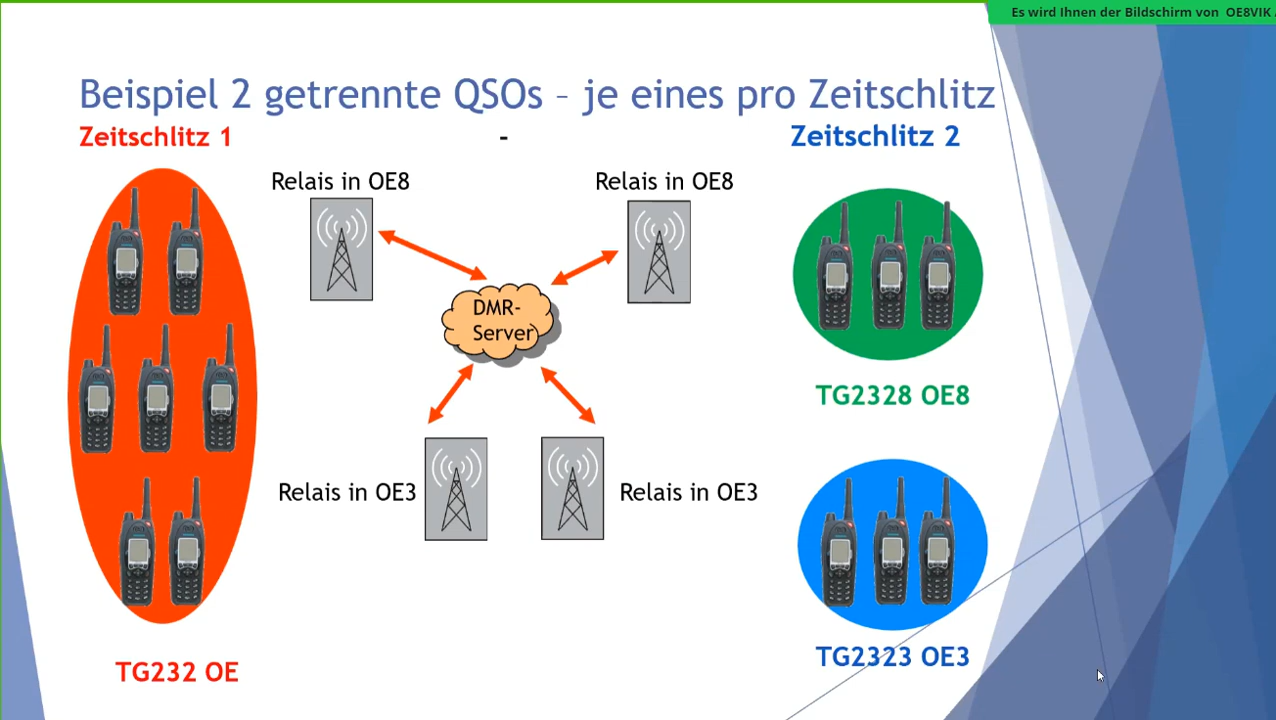 Es wird Ihnen der Bildschirm von OE8VIK
Beispiel 2 getrennte QSOs – je eines pro Zeitschlitz
Zeitschlitz 1
-
Zeitschlitz 2
Relais in OE8
Relais in OE8
DMR-
Server
TG2328 OE8
Relais in OE3
Relais in OE3
TG232 OE
TG2323 OE3